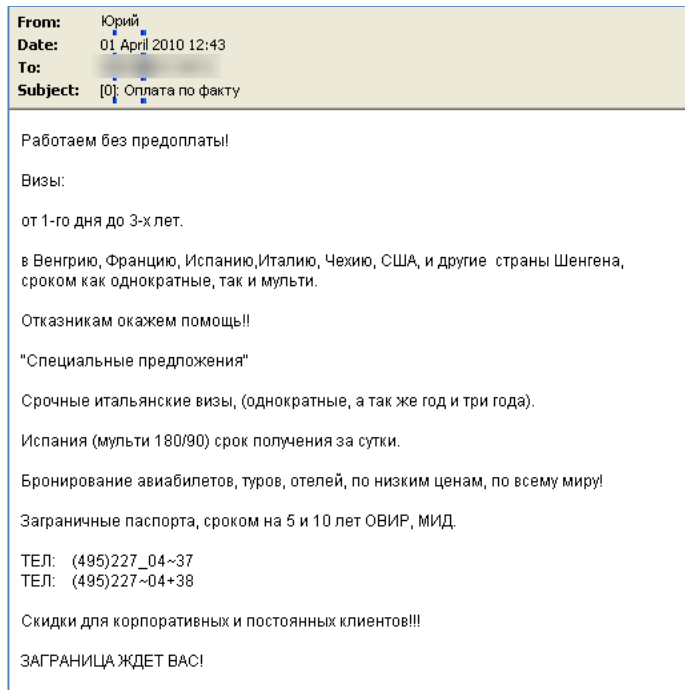 From: Юрий
Date: 01 April 2010 12:43
To:
Subject: [0]: Оплата по факту
Работаем без предоплаты!
Визы:
от 1-го дня до 3-х лет.
в Венгрию, Францию, Испанию,Италию, Чехию, США, и другие  страны Шенгена,
сроком как однократные, так и мульти.
Отказникам окажем помощь!!
"Специальные предложения"
Срочные итальянские визы, (однократные, а так же год и три года).
Испания (мульти 180/90) срок получения за сутки.
Бронирование авиабилетов, туров, отелей, по низким ценам, по всему миру!
Заграничные паспорта, сроком на 5 и 10 лет ОВИР, МИД.
ТЕЛ:   (495)227_04~37
ТЕЛ:   (495)227~04+38
Скидки для корпоративных и постоянных клиентов!!!
ЗАГРАНИЦА ЖДЕТ ВАС!